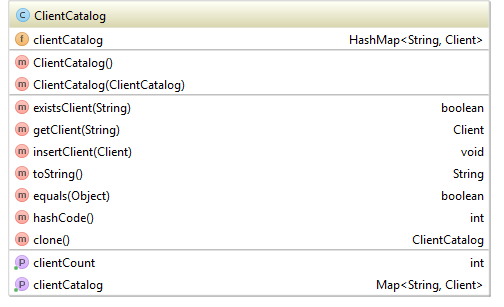 C ClientCatalog
f clientCatalog HashMap<String, Client>
m ClientCatalog()
m ClientCatalog(ClientCatalog)
m existsClient(String) boolean
m getClient(String) Client
m insertClient(Client) void
m toString() String
m equals(Object) boolean
m hashCode() int
m clone() ClientCatalog
P clientCount int
P clientCatalog Map<String, Client>